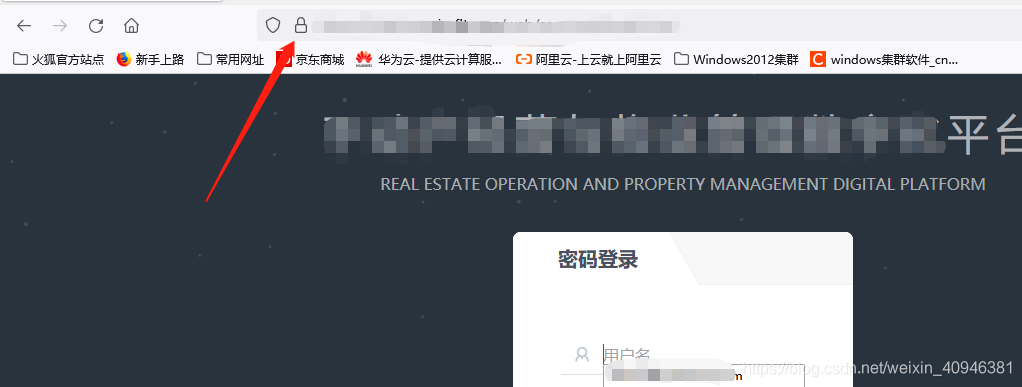 火狐官方站点 新手上路 常用网址 京东商城 华为云-提供云计算服... 阿里云-上云就上阿里云 Windows2012集群 windows集群软件_cn...
平台
REAL ESTATE OPERATION AND PROPERTY MANAGEMENT DIGITAL PLATFORM
密码登录
用户名
https://blog.csdn.net/weixin_40946381